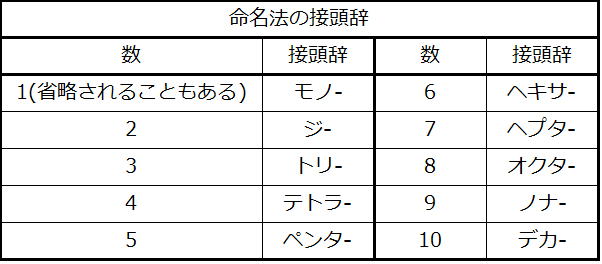 命名法の接頭辞
数 接頭辞 数 接頭辞
1(省略されることもある) モノ- 6 ヘキサ-
2 ジ- 7 ヘプタ-
3 トリ- 8 オクタ-
4 テトラ- 9 ノナ-
5 ペンタ- 10 デカ-